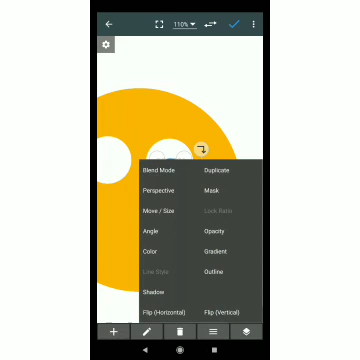 110%
Blend Mode Duplicate
Perspective Mask
Move / Size Lock Ratio
Angle Opacity
Color Gradient
Line Style Outline
Shadow
Flip (Horizontal) Flip (Vertical)